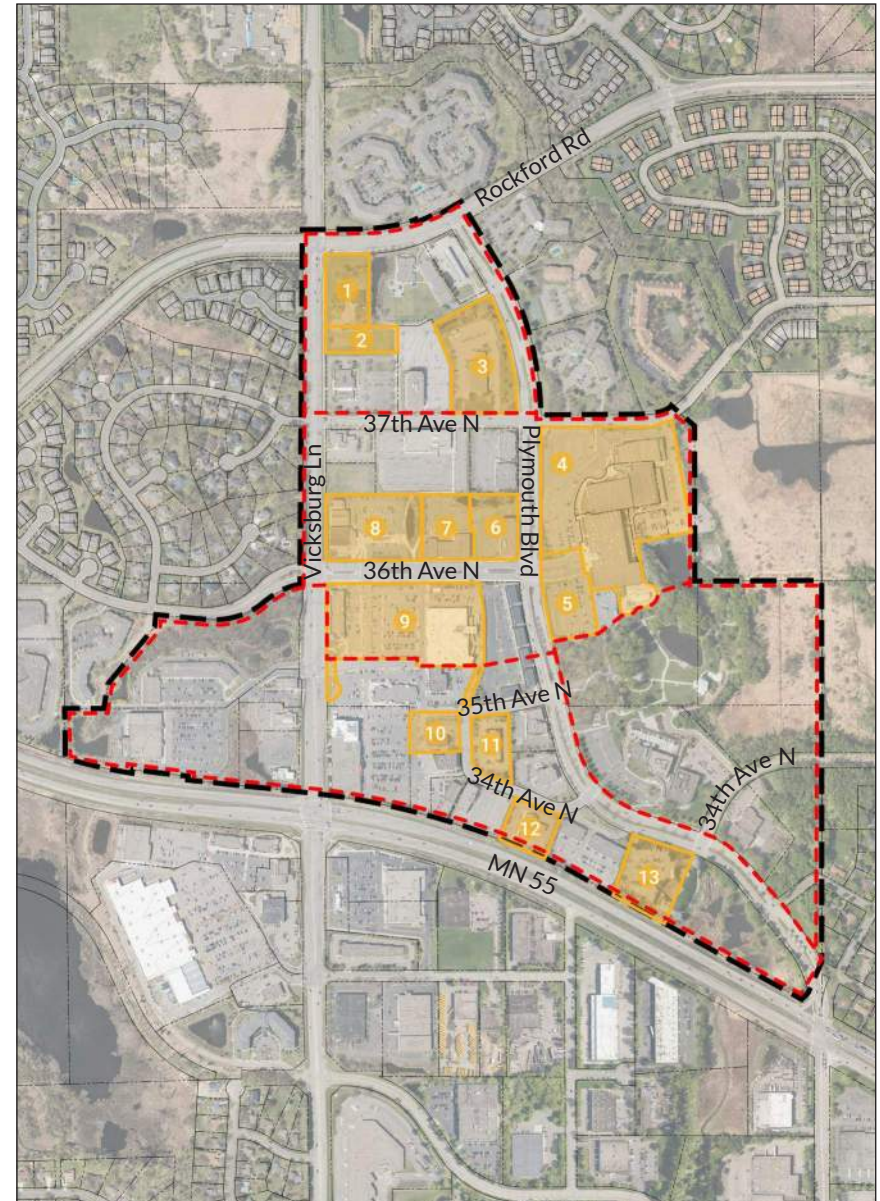 Rockford Rd
1
2
3
37th Ave N
Vicksburg Ln
Plymouth Blvd
4
8
7
6
36th Ave N
5
9
35th Ave N
10
11
34th Ave N
34th Ave N
12
MN 55
13